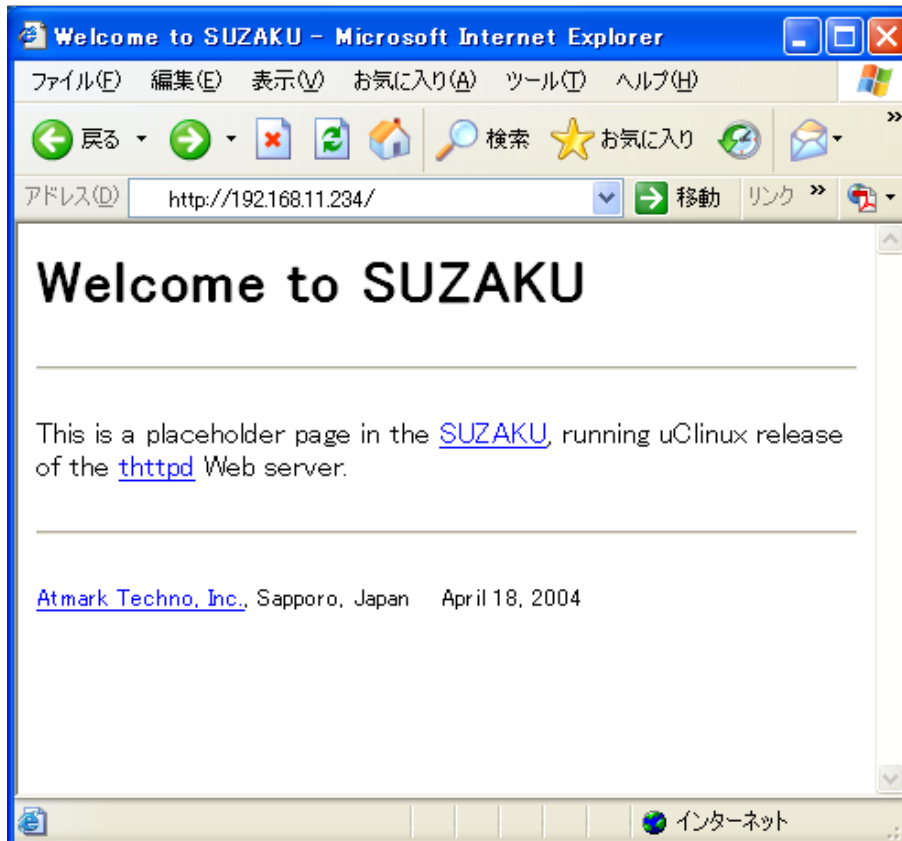 Welcome to SUZAKU - Microsoft Internet Explorer
ファイル(F) 編集(E) 表示(V) お気に入り(A) ツール(T) ヘルプ(H)
戻る 検索 お気に入り »
アドレス(D) http://192.168.11.234/ 移動 リンク »
Welcome to SUZAKU
This is a placeholder page in the SUZAKU, running uClinux release
of the thttpd Web server.
Atmark Techno, Inc., Sapporo, Japan April 18, 2004
インターネット